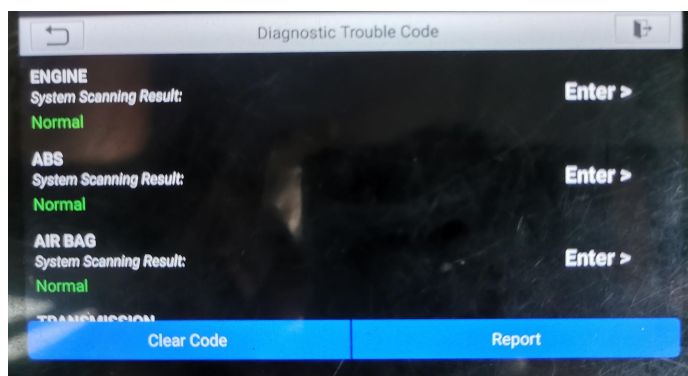 Diagnostic Trouble Code
ENGINE
System Scanning Result:
Enter >
Normal
ABS
System Scanning Result:
Enter >
Normal
AIR BAG
System Scanning Result:
Enter >
Normal
TRANSMISSION
Clear Code
Report